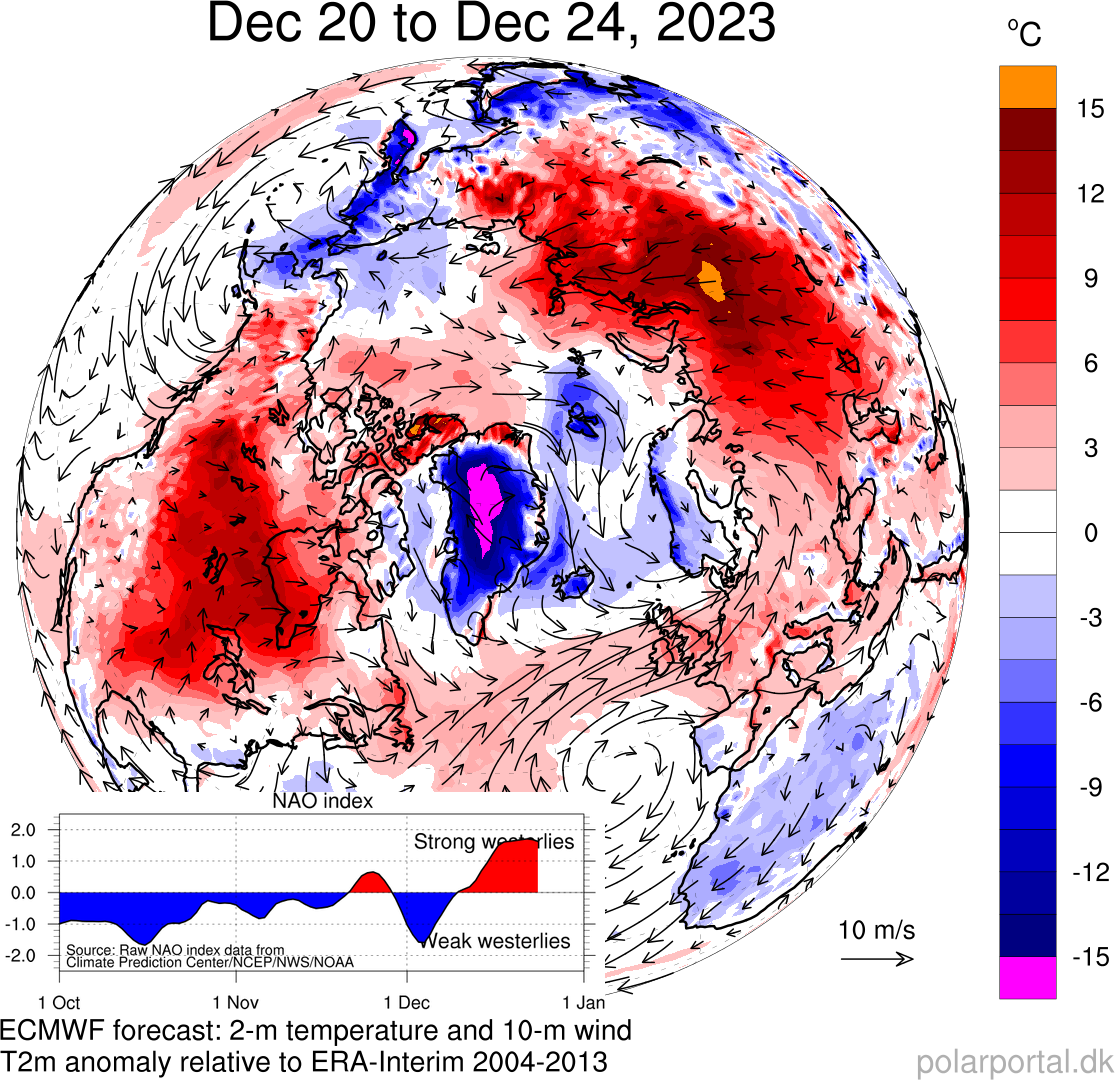 Dec 20 to Dec 24, 2023
°C
15
12
9
6
3
0
-3
-6
-9
-12
-15
10 m/s
NAO index
2.0
1.0
0.0
-1.0
-2.0
Strong westerlies
Weak westerlies
Source: Raw NAO index data from
Climate Prediction Center/NCEP/NWS/NOAA
1 Oct 1 Nov 1 Dec 1 Jan
ECMWF forecast: 2-m temperature and 10-m wind
T2m anomaly relative to ERA-Interim 2004-2013
polarportal.dk